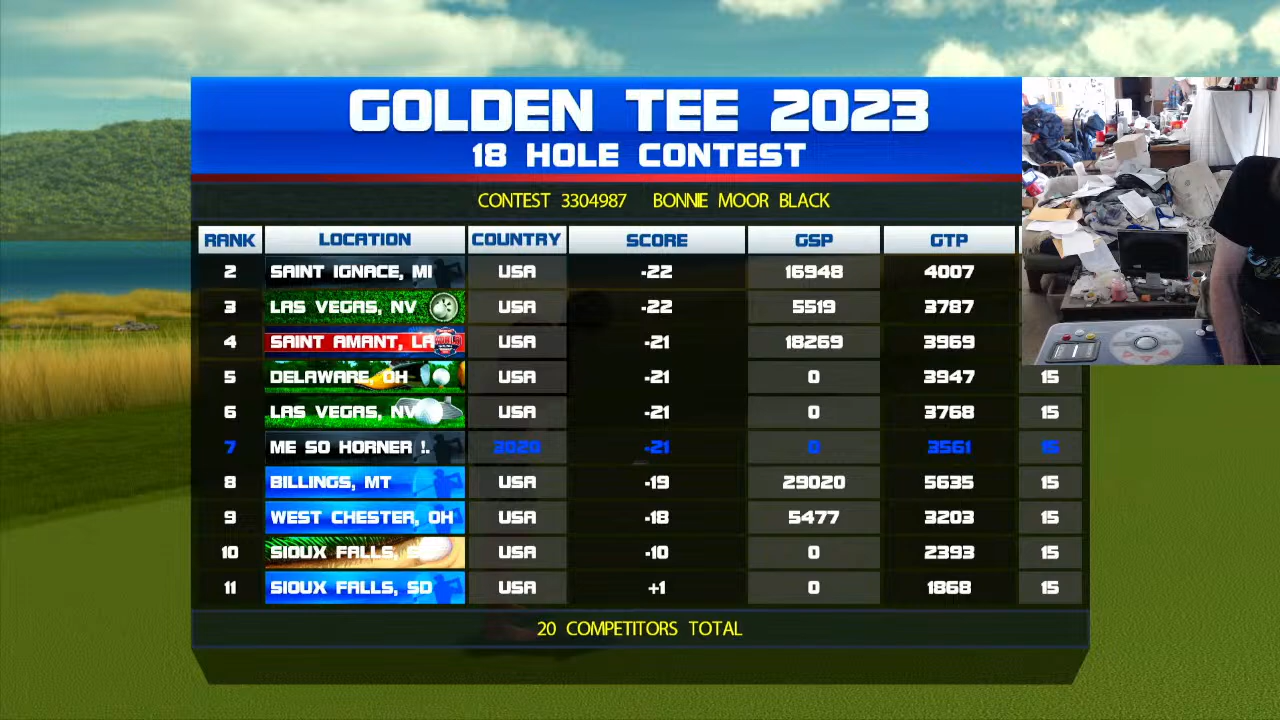 GOLDEN TEE 2023
18 HOLE CONTEST
CONTEST 3304987 BONNIE MOOR BLACK
RANK LOCATION COUNTRY SCORE GSP GTP
2 SAINT IGNACE, MI USA -22 16948 4007
3 LAS VEGAS, NV USA -22 5519 3787
4 SAINT AMANT, LA USA -21 18269 3969
5 DELAWARE, OH USA -21 0 3947 15
6 LAS VEGAS, NV USA -21 0 3768 15
7 ME SO HORNER !. 3020 -21 0 3561 15
8 BILLINGS, MT USA -19 29020 5635 15
9 WEST CHESTER, OH USA -18 5477 3203 15
10 SIOUX FALLS, USA -10 0 2393 15
11 SIOUX FALLS, SD USA +1 0 1868 15
20 COMPETITORS TOTAL